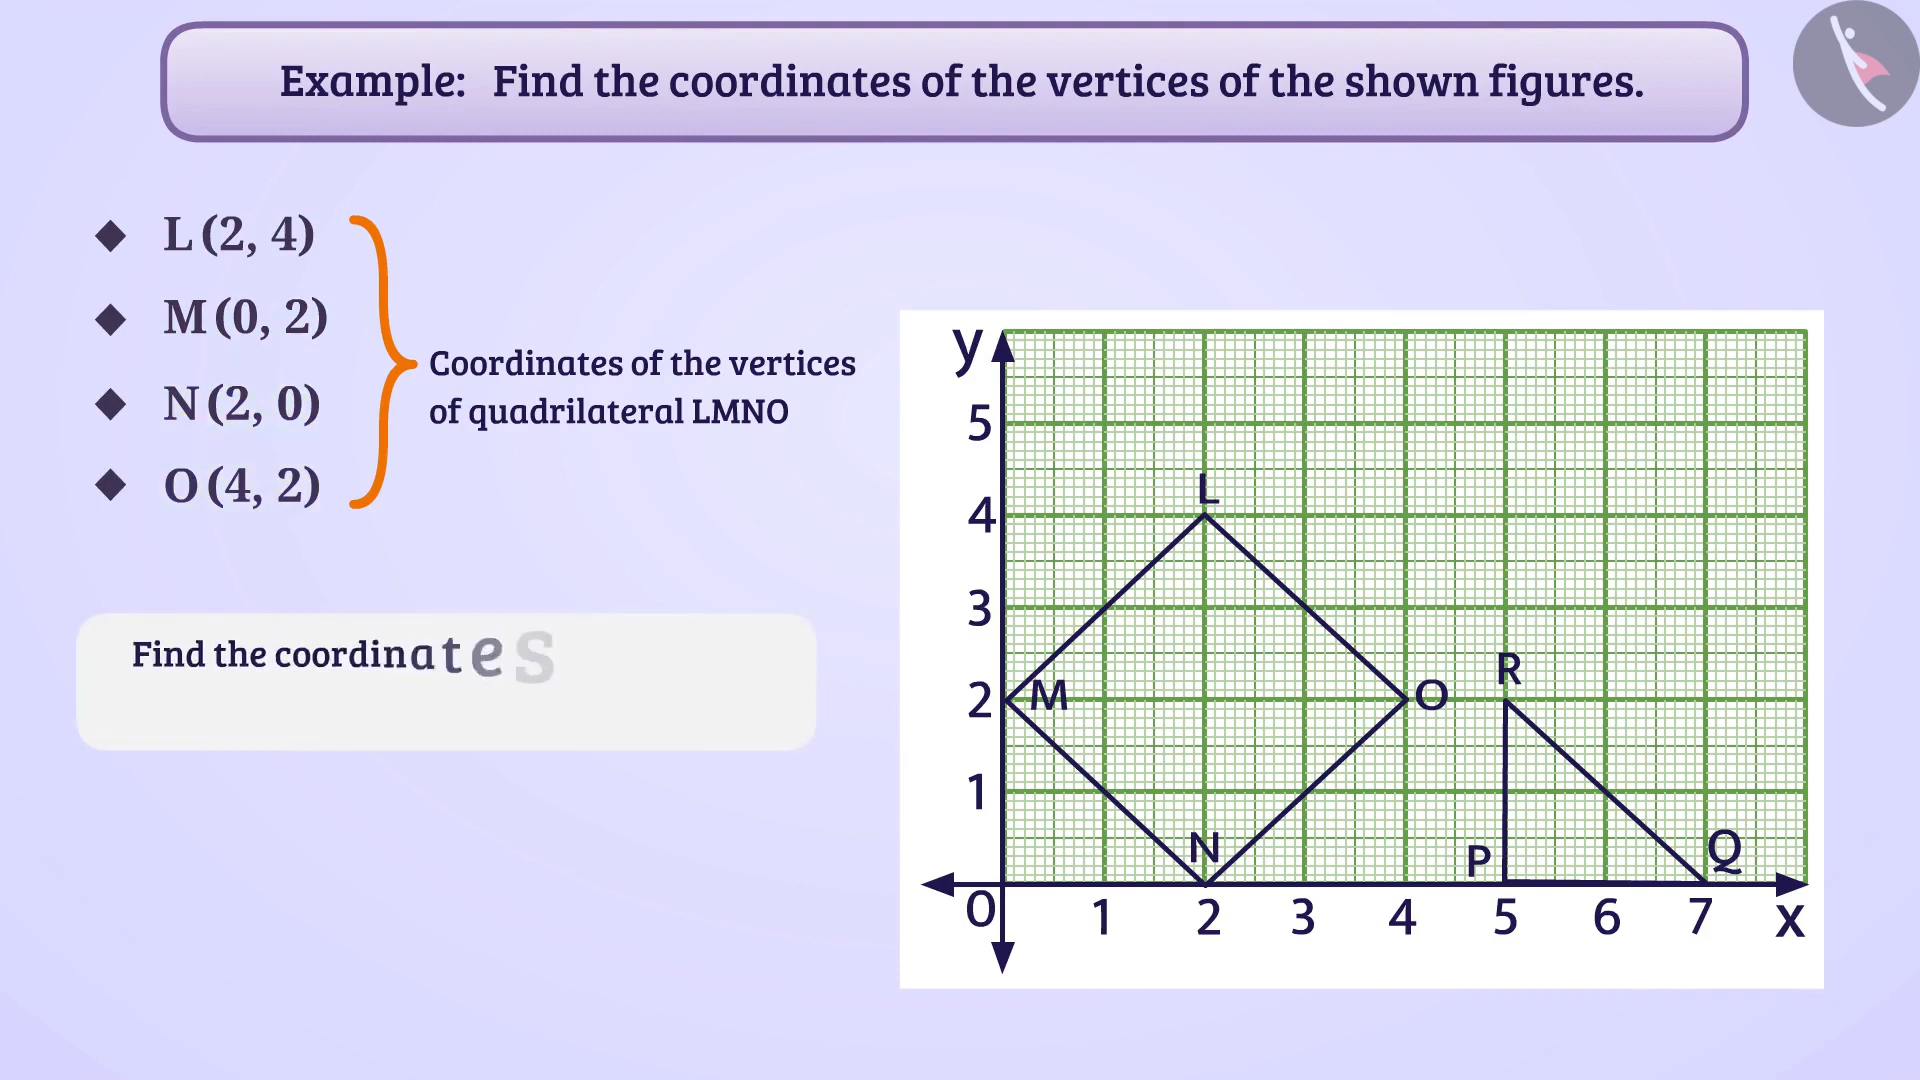 Example: Find the coordinates of the vertices of the shown figures.
L (2, 4)
M (0, 2)
N (2, 0)
O (4, 2)
Coordinates of the vertices
of quadrilateral LMNO
Find the coordinates
y
5
4
3
2
1
0
1 2 3 4 5 6 7 x
L
M
O
N
R
P
Q